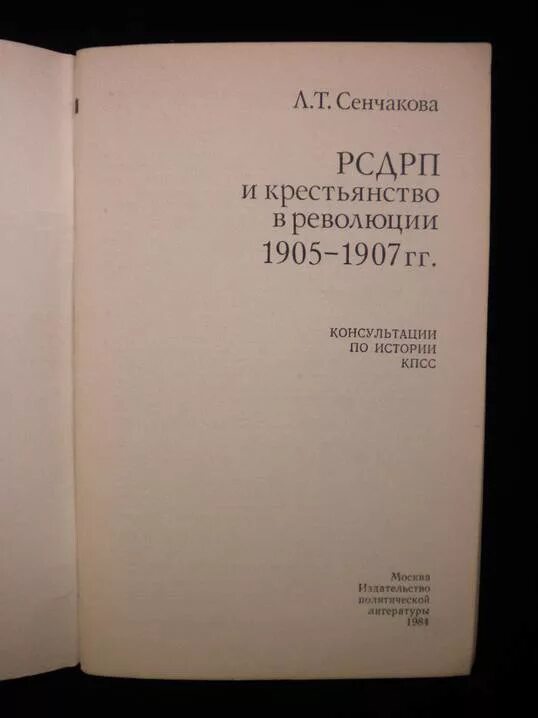 Л.Т. Сенчакова
РСДРП
и крестьянство
в революции
1905–1907 гг.
КОНСУЛЬТАЦИИ
ПО ИСТОРИИ
КПСС
Москва
Издательство
политической
литературы
1984